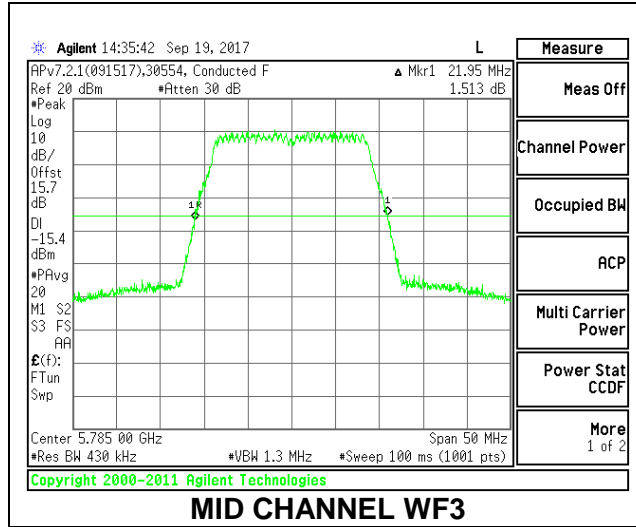 Agilent 14:35:42 Sep 19, 2017 L
APv7.2.1(091517),30554, Conducted F ▲ Mkr1 21.95 MHz
Ref 20 dBm #Atten 30 dB 1.513 dB
#Peak
Log
10
dB/
Offst
15.7
dB
DI
-15.4
dBm
#PAvg
20
M1 S2
S3 FS
AA
£(f):
FTun
Swp
1R
1
Center 5.785 00 GHz Span 50 MHz
#Res BW 430 kHz #VBW 1.3 MHz #Sweep 100 ms (1001 pts)
Copyright 2000-2011 Agilent Technologies
Measure
Meas Off
Channel Power
Occupied BW
ACP
Multi Carrier
Power
Power Stat
CCDF
More
1 of 2
MID CHANNEL WF3